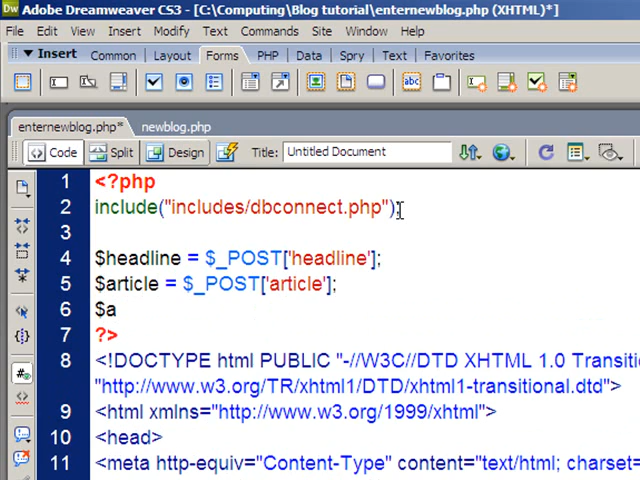 Dw Adobe Dreamweaver CS3 - [C:\Computing\Blog tutorial\enternewblog.php (XHTML)*]
File Edit View Insert Modify Text Commands Site Window Help
▼ Insert Common Layout Forms Data PHP Spry Text Favorites
enternewblog.php* newblog.php
Code Split Design Title: Untitled Document
1 <?php
2 include("includes/dbconnect.php")
3
4 $headline = $_POST['headline'];
5 $article = $_POST['article'];
6 $a
7 ?>
8 <!DOCTYPE html PUBLIC "-//W3C//DTD XHTML 1.0 Transitio
"http://www.w3.org/TR/xhtml1/DTD/xhtml1-transitional.dtd">
9 <html xmlns="http://www.w3.org/1999/xhtml">
10 <head>
11 <meta http-equiv="Content-Type" content="text/html; charset=